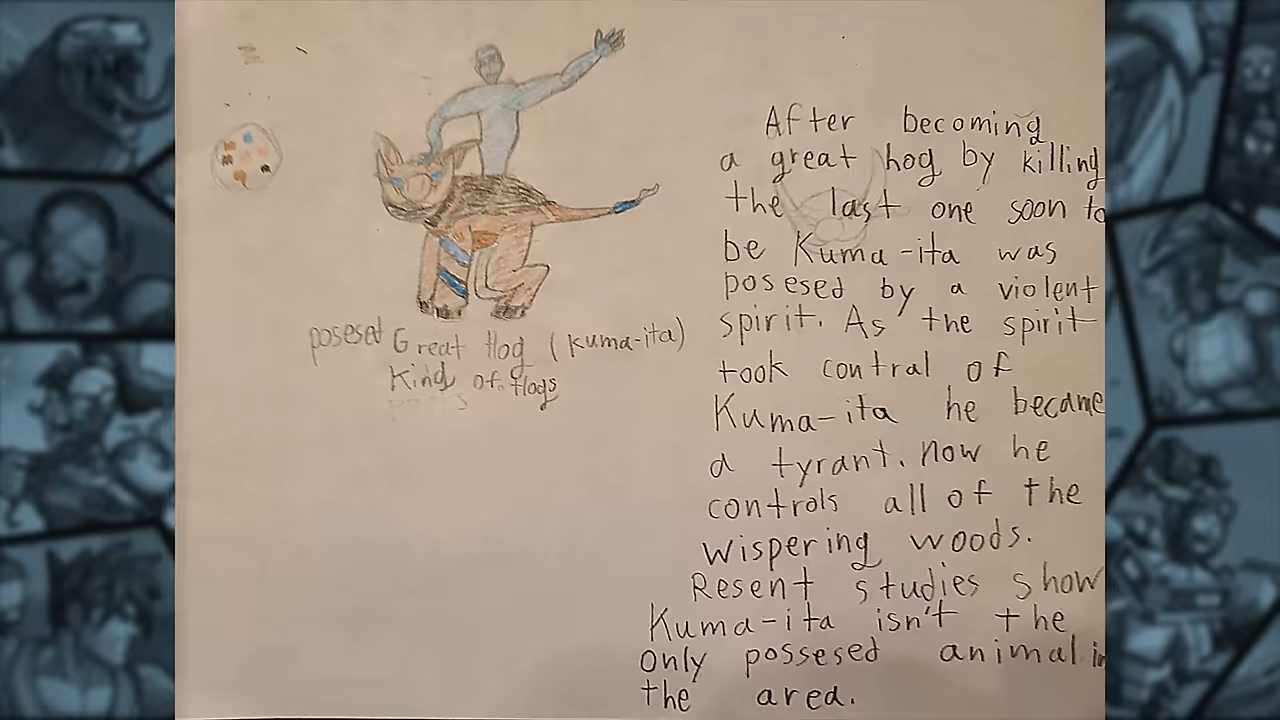 posesed Great Hog (Kuma-ita)
King of Hogs
After becoming
a great hog by killing
the last one soon to
be Kuma-ita was
posesed by a violent
spirit. As the spirit
took control of
Kuma-ita he became
a tyrant. Now he
controls all of the
wispering woods.
Resent studies show
Kuma-ita isn't the
only possesed animal in
the area.